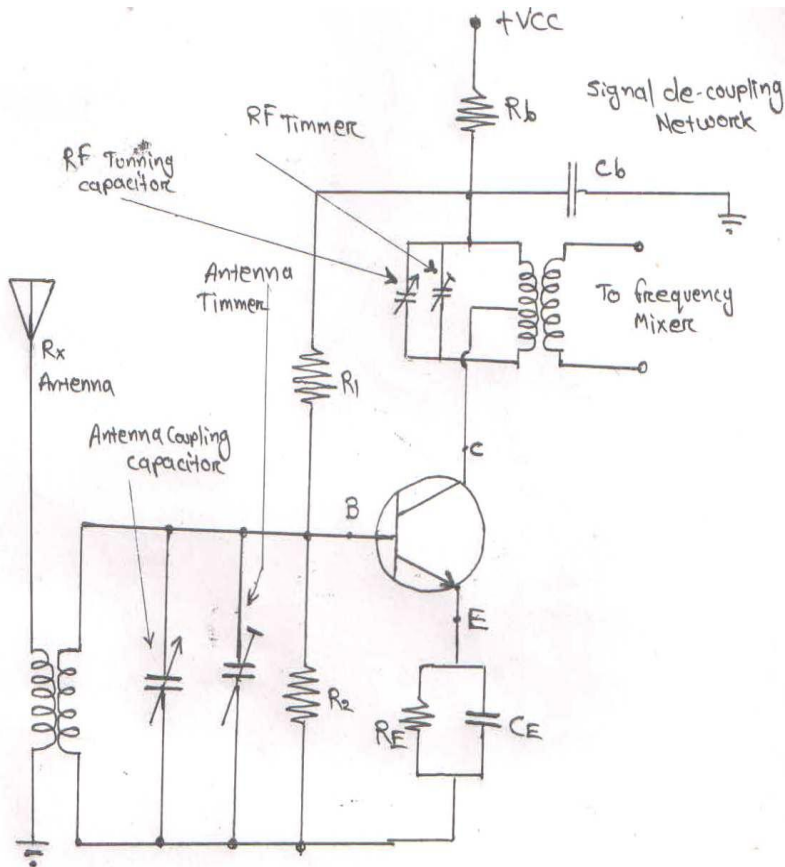 +VCC
Signal de-coupling
Network
Rb
RF Timmer
RF Tunning
capacitor
Cb
Antenna
Timmer
To frequency
Mixer
Rx
Antenna
R1
Antenna Coupling
capacitor
C
B
E
R2
RE
CE